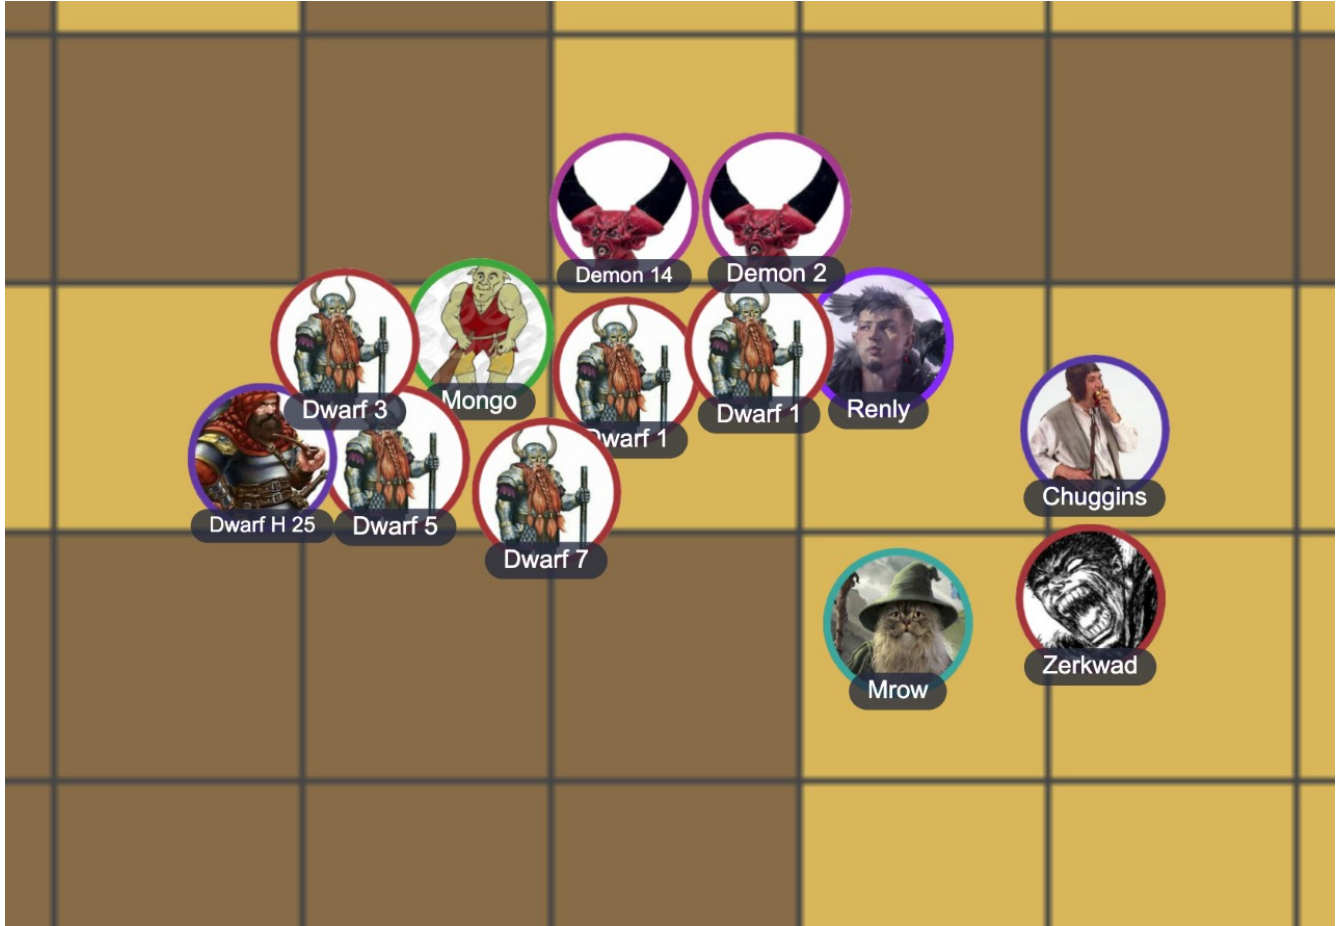 Demon 14
Demon 2
Dwarf 3
Mongo
Dwarf 1
Dwarf 1
Renly
Dwarf H 25
Dwarf 5
Dwarf 7
Chuggins
Mrow
Zerkwad